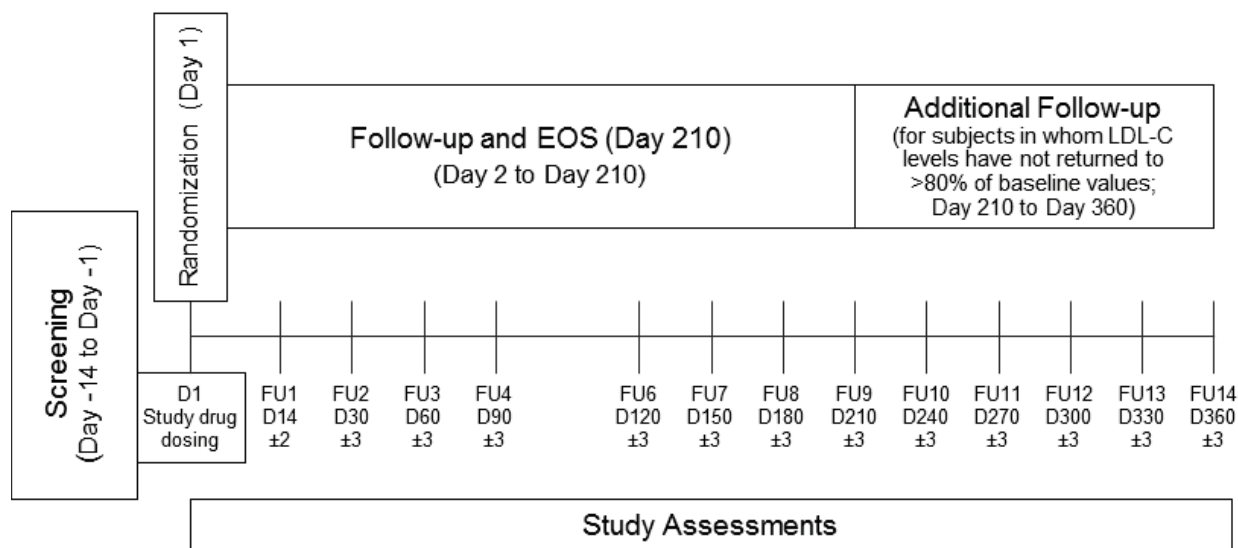 Screening
(Day -14 to Day -1)
Randomization (Day 1)
Follow-up and EOS (Day 210)
(Day 2 to Day 210)
Additional Follow-up
(for subjects in whom LDL-C
levels have not returned to
>80% of baseline values;
Day 210 to Day 360)
D1
Study drug
dosing
FU1
D14
±2
FU2
D30
±3
FU3
D60
±3
FU4
D90
±3
FU6
D120
±3
FU7
D150
±3
FU8
D180
±3
FU9
D210
±3
FU10
D240
±3
FU11
D270
±3
FU12
D300
±3
FU13
D330
±3
FU14
D360
±3
Study Assessments